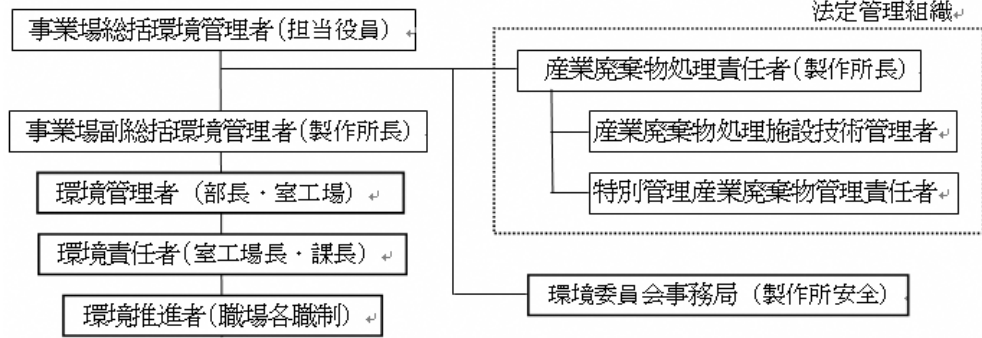 法定管理組織
事業場総括環境管理者(担当役員)
産業廃棄物処理責任者(製作所長)
事業場副総括環境管理者(製作所長)
産業廃棄物処理施設技術管理者
環境管理者（部長・室工場）
特別管理産業廃棄物管理責任者
環境責任者(室工場長・課長)
環境委員会事務局（製作所安全）
環境推進者(職場各職制)